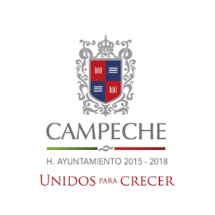 CAMPECHE
H. AYUNTAMIENTO 2015 - 2018
UNIDOS PARA CRECER